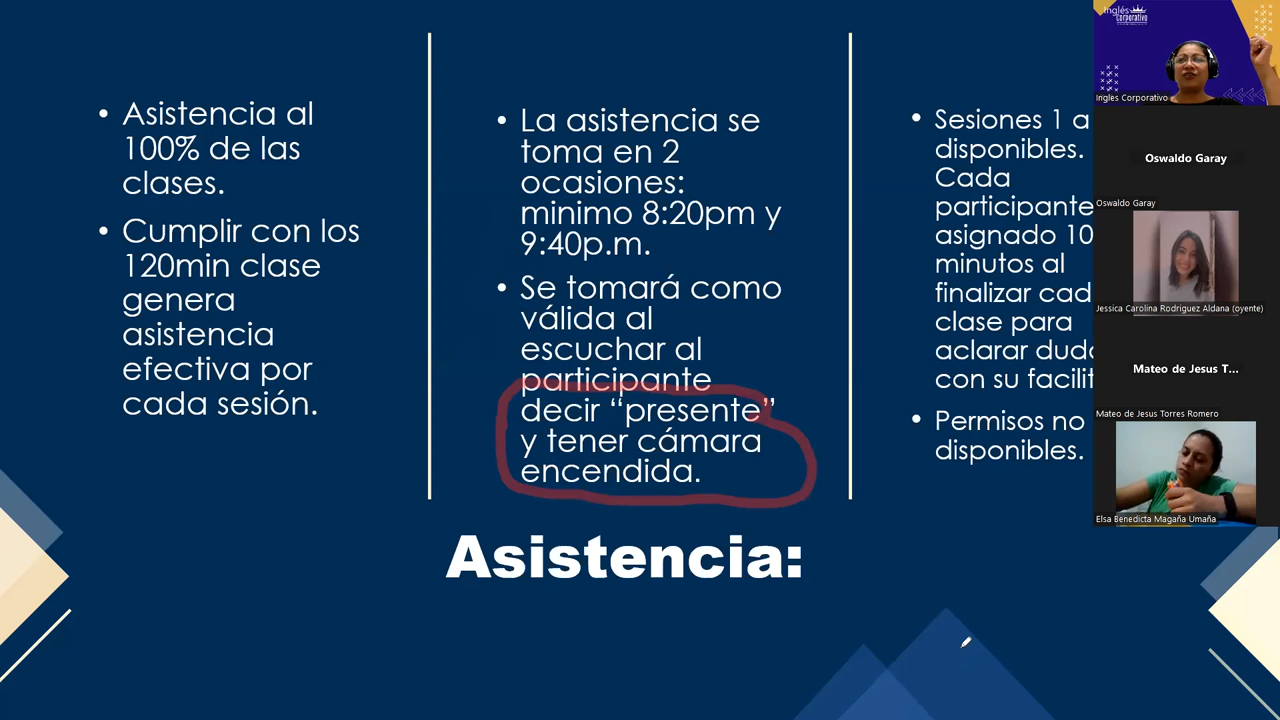 • Asistencia al
100% de las
clases.
• Cumplir con los
120min clase
genera
asistencia
efectiva por
cada sesión.
• La asistencia se
toma en 2
ocasiones:
minimo 8:20pm y
9:40p.m.
• Se tomará como
válida al
escuchar al
participante
decir “presente”
y tener cámara
encendida.
• Sesiones 1 a
disponibles.
Cada
participante
asignado 10
minutos al
finalizar cad
clase para
aclarar dud
con su facilit
• Permisos no
disponibles.
Asistencia:
Inglés
Corporativo
Ingles Corporativo
Oswaldo Garay
Oswaldo Garay
Jessica Carolina Rodriguez Aldana (oyente)
Mateo de Jesus T...
Mateo de Jesus Torres Romero
Elsa Benedicta Magaña Umaña